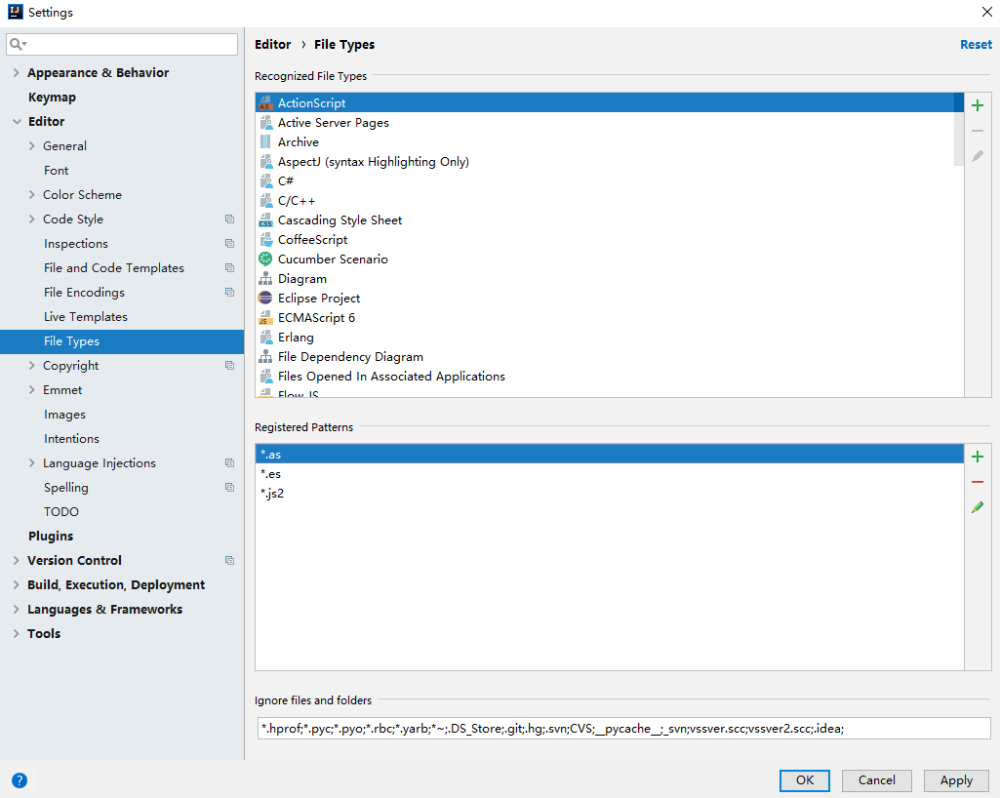 Settings
Appearance & Behavior
Keymap
Editor
General
Font
Color Scheme
Code Style
Inspections
File and Code Templates
File Encodings
Live Templates
File Types
Copyright
Emmet
Images
Intentions
Language Injections
Spelling
TODO
Plugins
Version Control
Build, Execution, Deployment
Languages & Frameworks
Tools
Editor › File Types
Reset
Recognized File Types
ActionScript
Active Server Pages
Archive
AspectJ (syntax Highlighting Only)
C#
C/C++
Cascading Style Sheet
CoffeeScript
Cucumber Scenario
Diagram
Eclipse Project
ECMAScript 6
Erlang
File Dependency Diagram
Files Opened In Associated Applications
Flow JS
Registered Patterns
*.as
*.es
*.js2
Ignore files and folders
*.hprof;*.pyc;*.pyo;*.rbc;*.yarb;*~;.DS_Store;.git;.hg;.svn;CVS;__pycache__;_svn;vssver.scc;vssver2.scc;.idea;
?
OK
Cancel
Apply